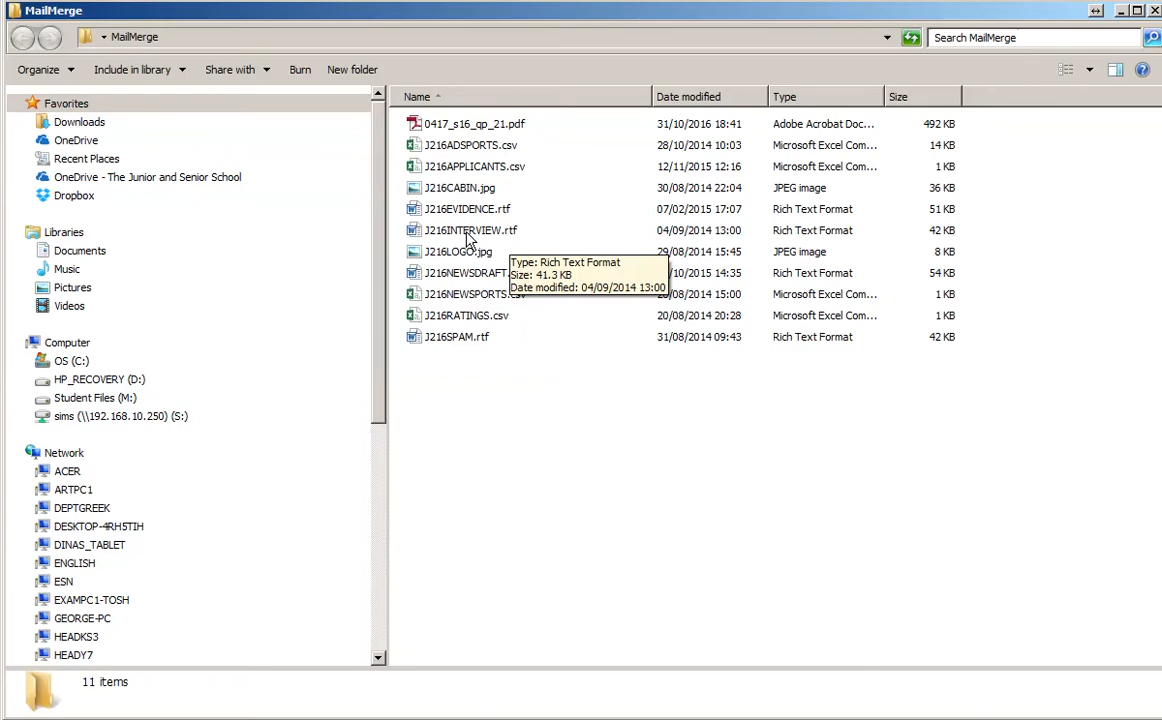 MailMerge
MailMerge
Search MailMerge
Organize Include in library Share with Burn New folder
Name Date modified Type Size
Favorites
Downloads
OneDrive
Recent Places
OneDrive - The Junior and Senior School
Dropbox
Libraries
Documents
Music
Pictures
Videos
Computer
OS (C:)
HP_RECOVERY (D:)
Student Files (M:)
sims (\\192.168.10.250) (S:)
Network
ACER
ARTPC1
DEPTGREEK
DESKTOP-4RH5TIH
DINAS_TABLET
ENGLISH
ESN
EXAMPC1-TOSH
GEORGE-PC
HEADKS3
HEADY7
0417_s16_qp_21.pdf 31/10/2016 18:41 Adobe Acrobat Doc... 492 KB
J216ADSPORTS.csv 28/10/2014 10:03 Microsoft Excel Com... 14 KB
J216APPLICANTS.csv 12/11/2015 12:16 Microsoft Excel Com... 1 KB
J216CABIN.jpg 30/08/2014 22:04 JPEG image 36 KB
J216EVIDENCE.rtf 07/02/2015 17:07 Rich Text Format 51 KB
J216INTERVIEW.rtf 04/09/2014 13:00 Rich Text Format 42 KB
J216LOGO.jpg 29/08/2014 15:45 JPEG image 8 KB
J216NEWSDRAFT. /10/2015 14:35 Rich Text Format 54 KB
J216NEWSPORTS.csv /08/2014 15:00 Microsoft Excel Com... 1 KB
J216RATINGS.csv 20/08/2014 20:28 Microsoft Excel Com... 1 KB
J216SPAM.rtf 31/08/2014 09:43 Rich Text Format 42 KB
Type: Rich Text Format
Size: 41.3 KB
Date modified: 04/09/2014 13:00
11 items